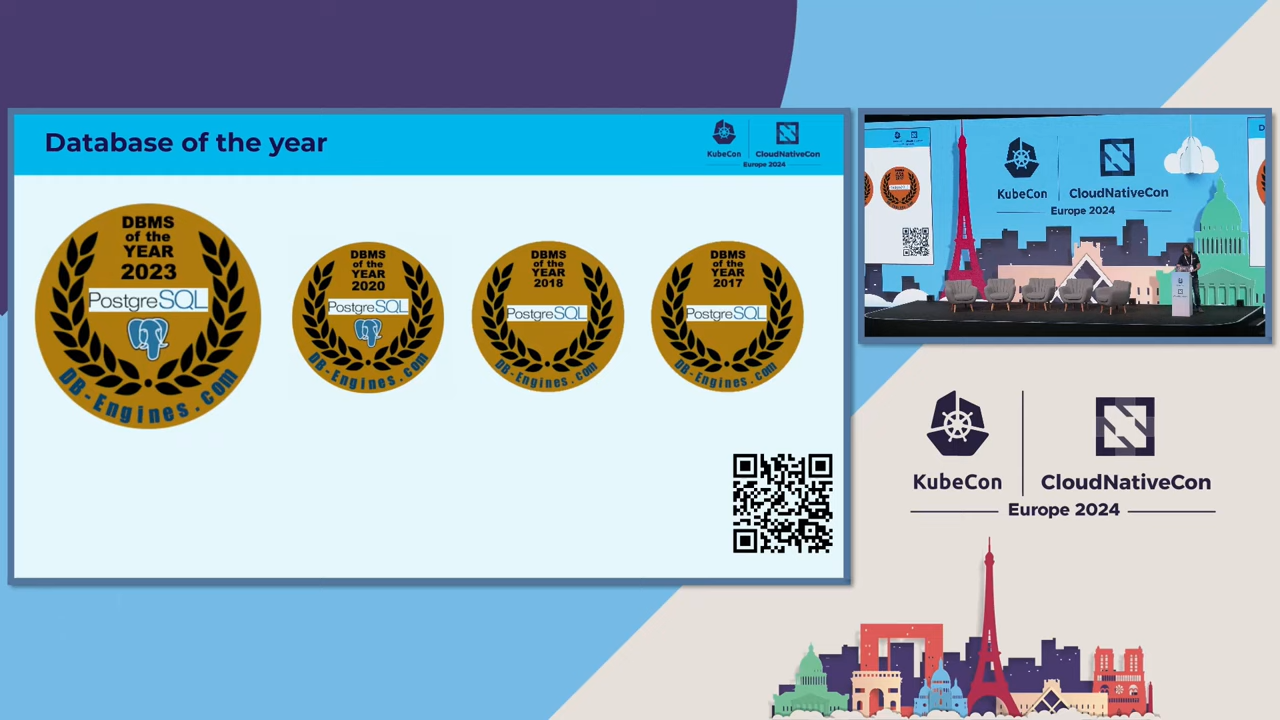 Database of the year
KubeCon
CloudNativeCon
Europe 2024
DBMS
of the
YEAR
2023
PostgreSQL
DB-Engines.com
DBMS
of the
YEAR
2020
PostgreSQL
DB-Engines.com
DBMS
of the
YEAR
2018
PostgreSQL
DB-Engines.com
DBMS
of the
YEAR
2017
PostgreSQL
DB-Engines.com
KubeCon
CloudNativeCon
Europe 2024
KubeCon
CloudNativeCon
Europe 2024